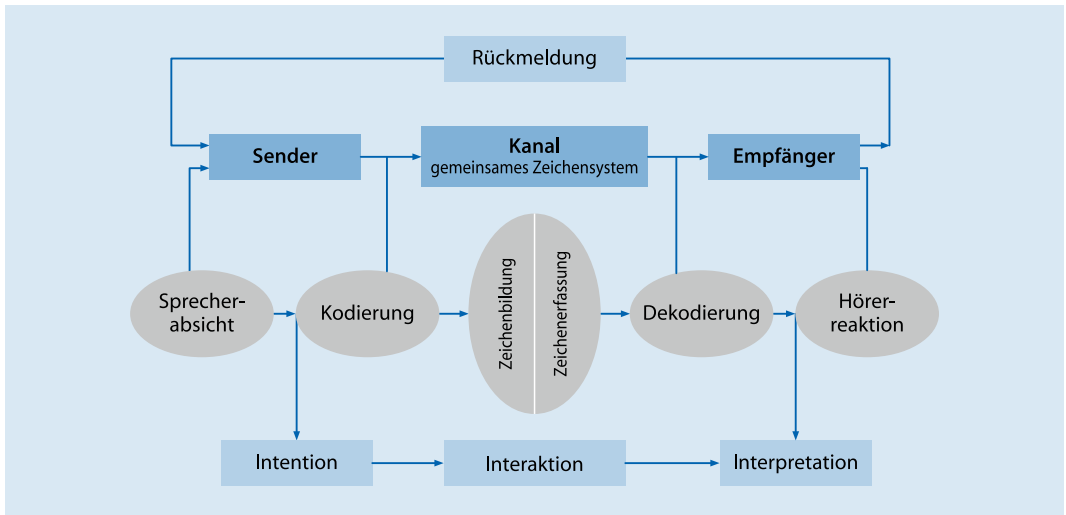 Rückmeldung
Sender
Kanal
gemeinsames Zeichensystem
Empfänger
Sprecher-
absicht
Kodierung
Zeichenbildung
Zeichenerfassung
Dekodierung
Hörer-
reaktion
Intention
Interaktion
Interpretation